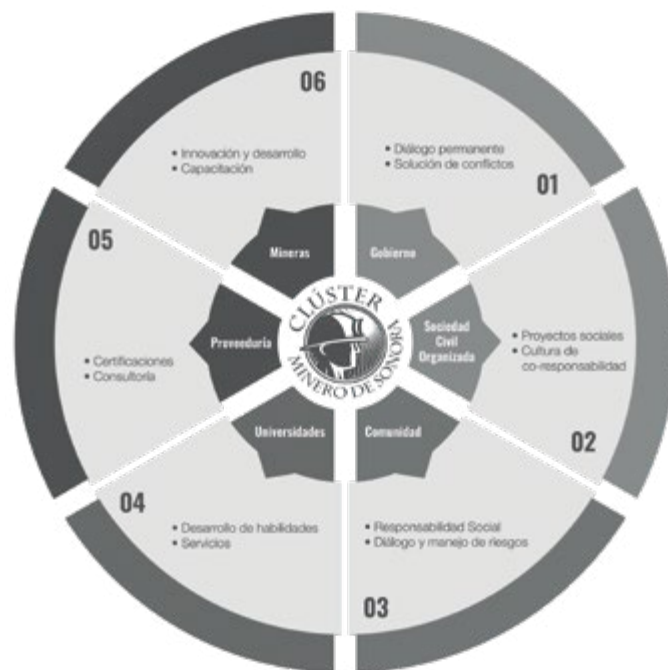 06
• Innovación y desarrollo
• Capacitación
Mineras
• Diálogo permanente
• Solución de conflictos
01
Gobierno
05
• Certificaciones
• Consultoría
Proveeduría
CLÚSTER
MINERO DE SONORA
Sociedad
Civil
Organizada
• Proyectos sociales
• Cultura de
co-responsabilidad
02
Universidades
04
• Desarrollo de habilidades
• Servicios
Comunidad
• Responsabilidad Social
• Diálogo y manejo de riesgos
03